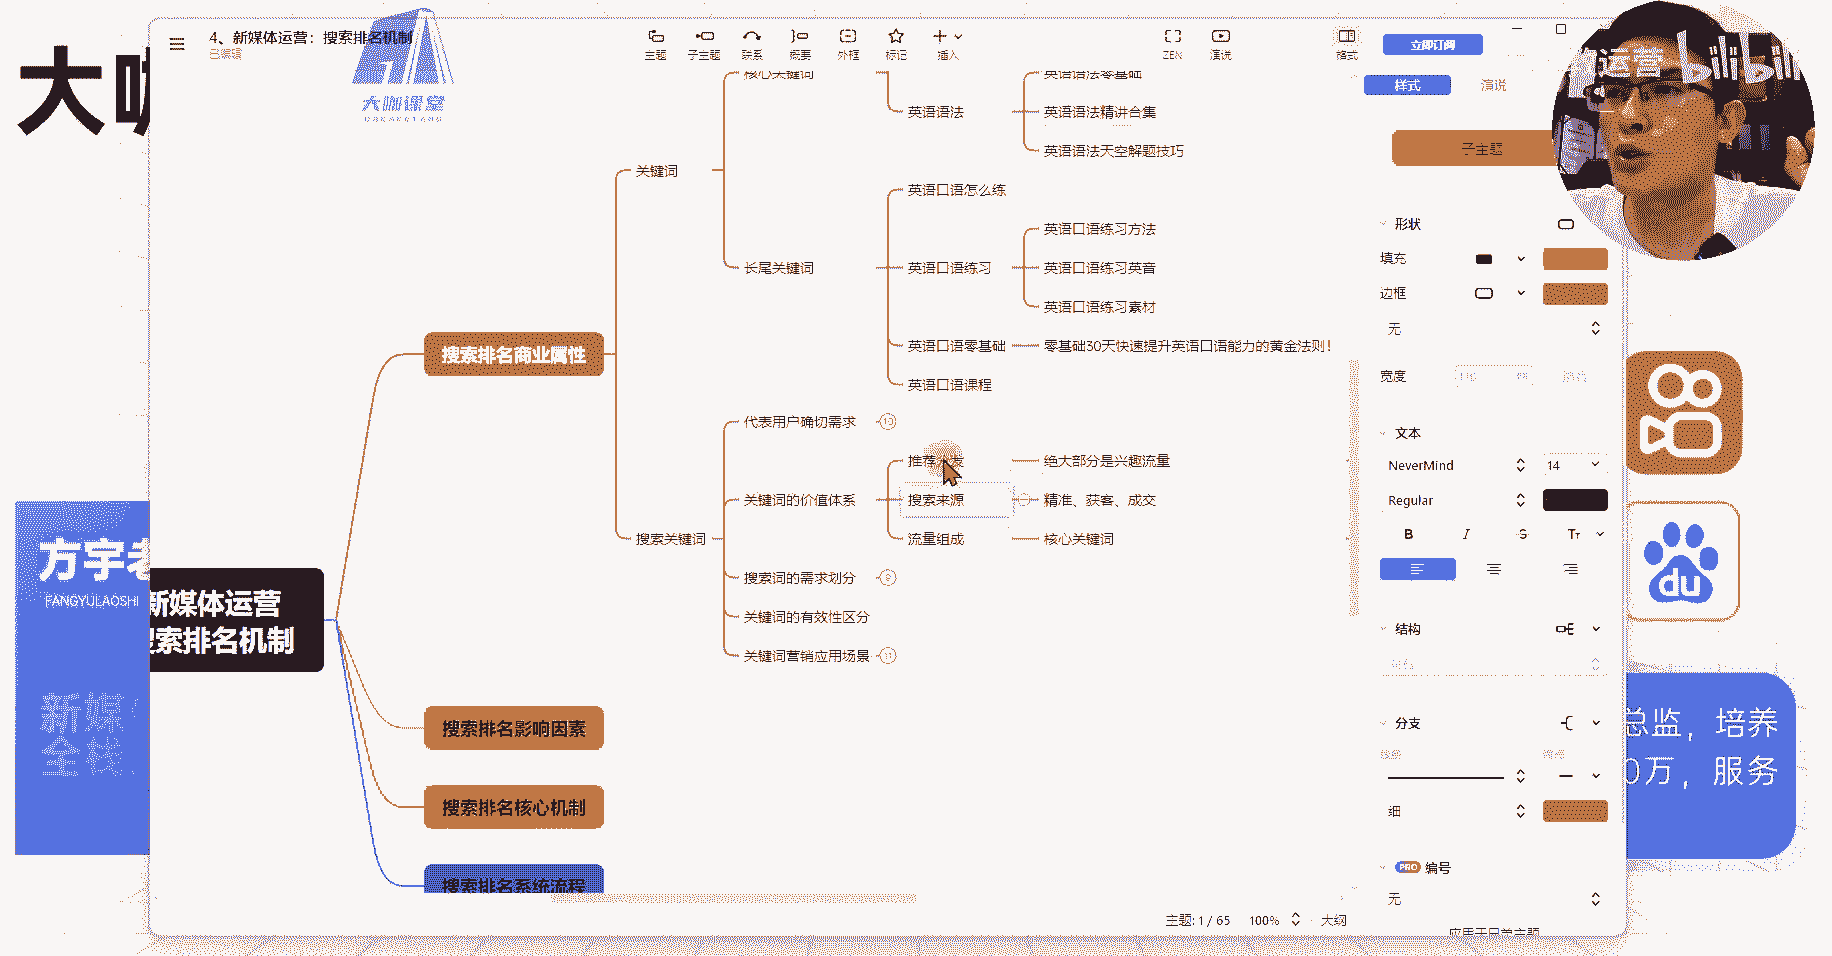 4、新媒体运营：搜索排名机制
已编辑
主题
子主题
联系
概要
外框
标记
插入
ZEN
演说
格式
立即订阅
样式
演说
子主题
运营
bilibili
大咖课堂
DAKAKETANG
大咖
核心关键词
英语语法零基础
英语语法
英语语法精讲合集
英语语法天空解题技巧
关键词
英语口语怎么练
英语口语练习方法
长尾关键词
英语口语练习
英语口语练习英音
英语口语练习素材
英语口语零基础
零基础30天快速提升英语口语能力的黄金法则！
英语口语课程
搜索排名商业属性
代表用户确切需求
10
推荐分发
绝大部分是兴趣流量
关键词的价值体系
搜索来源
精准、获客、成交
搜索关键词
流量组成
核心关键词
搜索词的需求划分
9
关键词的有效性区分
关键词营销应用场景
11
新媒体运营
搜索排名机制
搜索排名影响因素
搜索排名核心机制
搜索排名系统流程
方宇老
FANGYULAOSHI
新媒
全栈
形状
填充
边框
无
宽度
文本
NeverMind
14
Regular
B
I
S
Tт
结构
分支
细
PRO
编号
无
应用于目前主题
主题: 1 / 65
100%
大纲
du
总监，培养
0万，服务